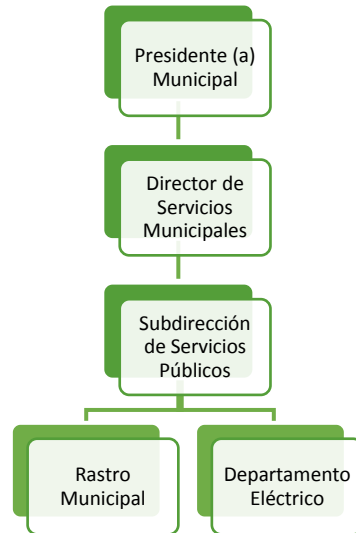 Presidente (a)
Municipal
Director de
Servicios
Municipales
Subdirección
de Servicios
Públicos
Rastro
Municipal
Departamento
Eléctrico